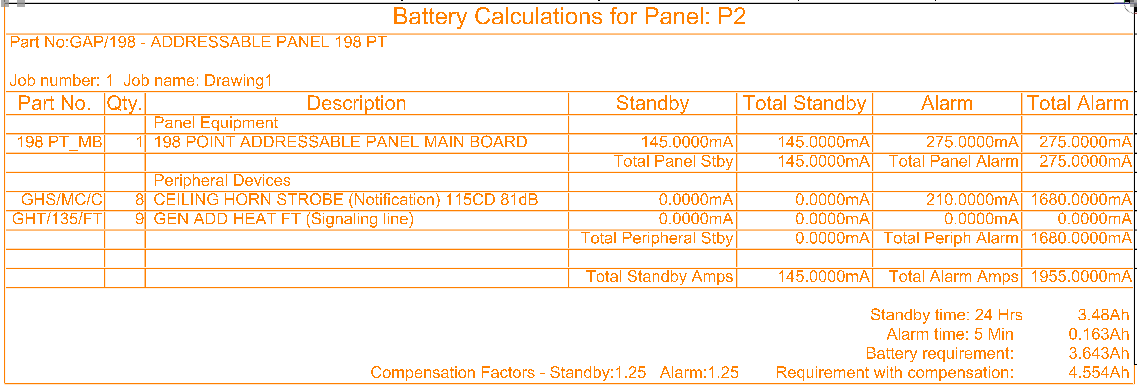 Battery Calculations for Panel: P2
Part No:GAP/198 - ADDRESSABLE PANEL 198 PT
Job number: 1 Job name: Drawing1
Part No. Qty. Description Standby Total Standby Alarm Total Alarm
Panel Equipment
198 PT_MB 1 198 POINT ADDRESSABLE PANEL MAIN BOARD 145.0000mA 145.0000mA 275.0000mA 275.0000mA
Total Panel Stby 145.0000mA Total Panel Alarm 275.0000mA
Peripheral Devices
GHS/MC/C 8 CEILING HORN STROBE (Notification) 115CD 81dB 0.0000mA 0.0000mA 210.0000mA 1680.0000mA
GHT/135/FT 9 GEN ADD HEAT FT (Signaling line) 0.0000mA 0.0000mA 0.0000mA 0.0000mA
Total Peripheral Stby 0.0000mA Total Periph Alarm 1680.0000mA
Total Standby Amps 145.0000mA Total Alarm Amps 1955.0000mA
Standby time: 24 Hrs 3.48Ah
Alarm time: 5 Min 0.163Ah
Battery requirement: 3.643Ah
Compensation Factors - Standby:1.25 Alarm:1.25 Requirement with compensation: 4.554Ah